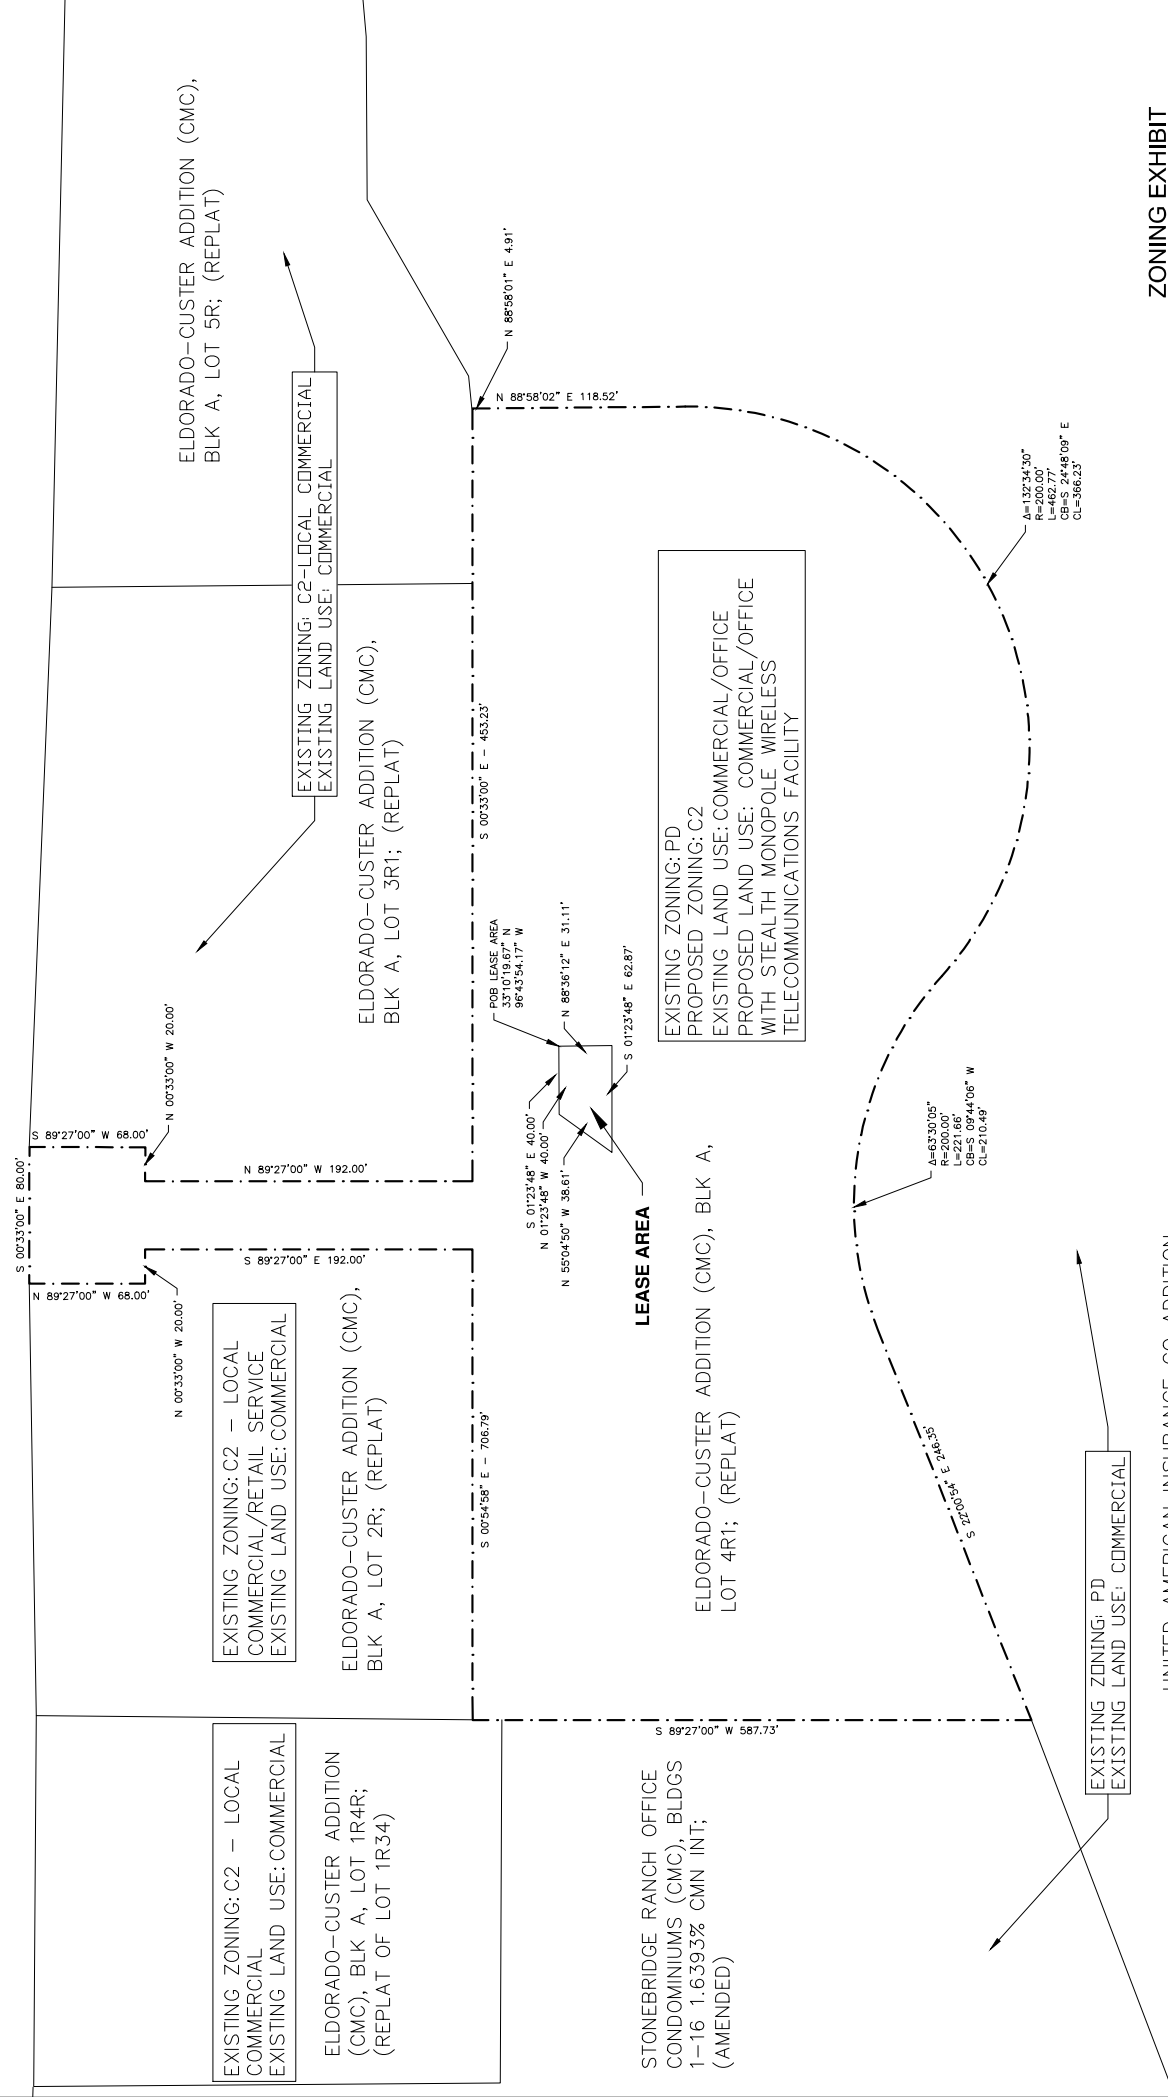 ELDORADO-CUSTER ADDITION (CMC),
BLK A, LOT 5R; (REPLAT)
EXISTING ZONING: C2-LOCAL COMMERCIAL
EXISTING LAND USE: COMMERCIAL
ELDORADO-CUSTER ADDITION (CMC),
BLK A, LOT 3R1; (REPLAT)
N 88°58'01" E 4.91'
N 88°58'02" E 118.52'
S 00°33'00" E - 453.23'
Δ=132°34'30"
R=200.00'
L=462.77'
CB=S 24°48'09" E
CL=366.23'
EXISTING ZONING: PD
PROPOSED ZONING: C2
EXISTING LAND USE: COMMERCIAL/OFFICE
PROPOSED LAND USE: COMMERCIAL/OFFICE
WITH STEALTH MONOPOLE WIRELESS
TELECOMMUNICATIONS FACILITY
POB LEASE AREA
33°10'19.67" N
96°43'54.17" W
N 88°36'12" E 31.11'
S 01°23'48" E 62.87'
S 01°23'48" E 40.00'
N 01°23'48" W 40.00'
N 55°04'50" W 38.61'
LEASE AREA
N 00°33'00" W 20.00'
S 89°27'00" W 68.00'
N 89°27'00" W 192.00'
S 00°33'00" E 80.00'
S 89°27'00" E 192.00'
N 89°27'00" W 68.00'
N 00°33'00" W 20.00'
Δ=63°30'05"
R=200.00'
L=221.66'
CB=S 09°44'06" W
CL=210.49'
EXISTING ZONING: C2 - LOCAL
COMMERCIAL/RETAIL SERVICE
EXISTING LAND USE: COMMERCIAL
ELDORADO-CUSTER ADDITION (CMC),
BLK A, LOT 2R; (REPLAT)
S 00°54'58" E - 706.79'
ELDORADO-CUSTER ADDITION (CMC), BLK A,
LOT 4R1; (REPLAT)
S 22°00'54" E 246.35'
S 89°27'00" W 587.73'
EXISTING ZONING: PD
EXISTING LAND USE: COMMERCIAL
EXISTING ZONING: C2 - LOCAL
COMMERCIAL
EXISTING LAND USE: COMMERCIAL
ELDORADO-CUSTER ADDITION
(CMC), BLK A, LOT 1R4R;
(REPLAT OF LOT 1R34)
STONEBRIDGE RANCH OFFICE
CONDOMINIUMS (CMC), BLDGS
1-16 1.6393% CMN INT;
(AMENDED)
UNITED AMERICAN INSURANCE CO. ADDITION
ZONING EXHIBIT